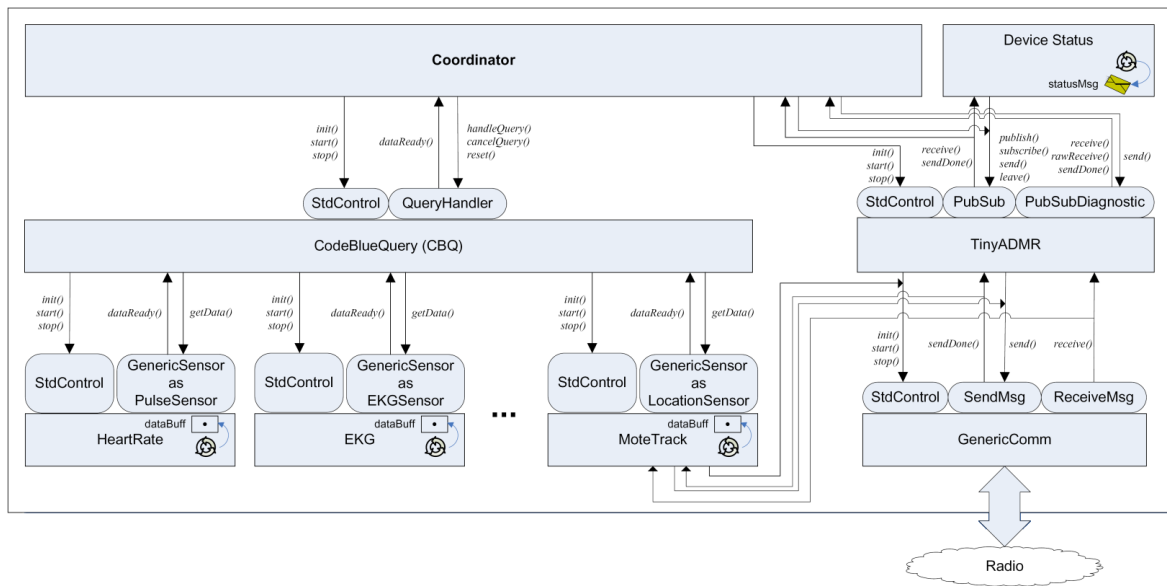 Coordinator
Device Status
statusMsg
init()
start()
stop()
dataReady()
handleQuery()
cancelQuery()
reset()
init()
start()
stop()
receive()
sendDone()
publish()
subscribe()
send()
leave()
receive()
rawReceive()
sendDone()
send()
StdControl
QueryHandler
StdControl
PubSub
PubSubDiagnostic
CodeBlueQuery (CBQ)
TinyADMR
init()
start()
stop()
dataReady()
getData()
init()
start()
stop()
dataReady()
getData()
init()
start()
stop()
dataReady()
getData()
init()
start()
stop()
sendDone()
send()
receive()
StdControl
GenericSensor
as
PulseSensor
StdControl
GenericSensor
as
EKGSensor
...
StdControl
GenericSensor
as
LocationSensor
StdControl
SendMsg
ReceiveMsg
dataBuff
HeartRate
dataBuff
EKG
dataBuff
MoteTrack
GenericComm
Radio